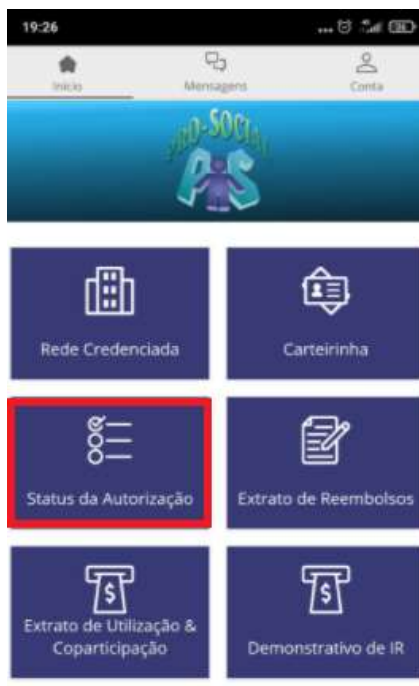 19:26
Início
Mensagens
Conta
PRO-SOCIAL
PS
Rede Credenciada
Carteirinha
Status da Autorização
Extrato de Reembolsos
Extrato de Utilização &
Coparticipação
Demonstrativo de IR